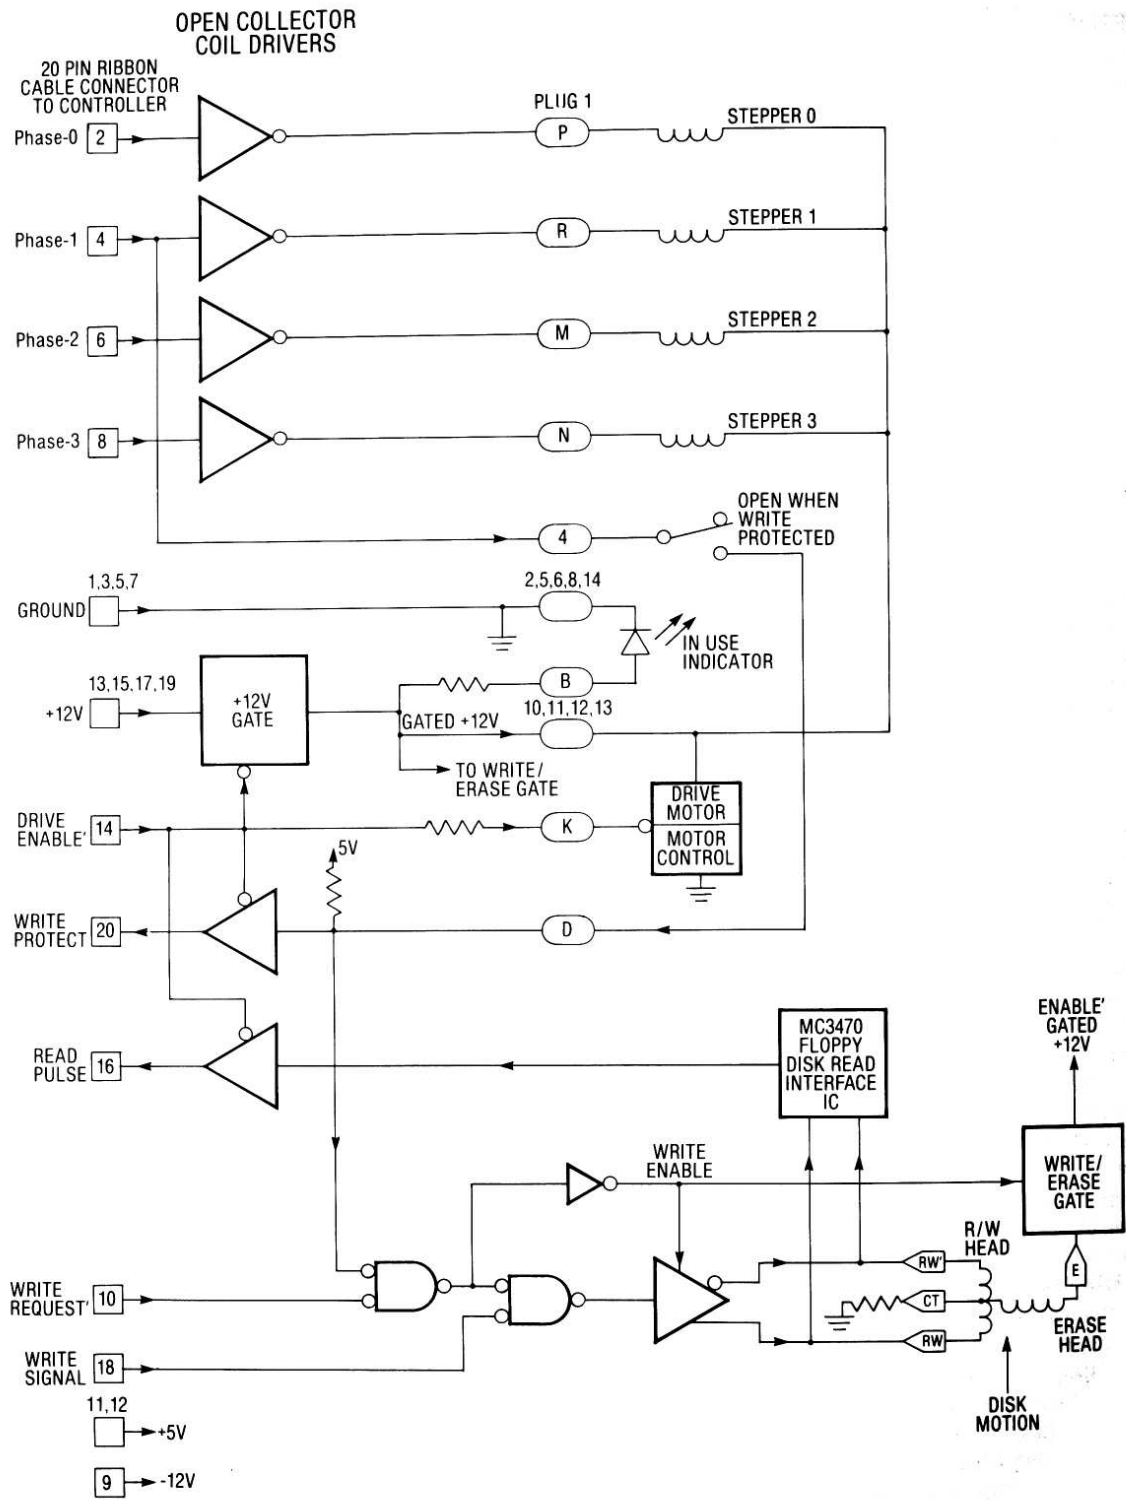 OPEN COLLECTOR
COIL DRIVERS
20 PIN RIBBON
CABLE CONNECTOR
TO CONTROLLER
PLUG 1
Phase-0 2
P
STEPPER 0
Phase-1 4
R
STEPPER 1
Phase-2 6
M
STEPPER 2
Phase-3 8
N
STEPPER 3
4
OPEN WHEN
WRITE
PROTECTED
1,3,5,7
GROUND
2,5,6,8,14
IN USE
INDICATOR
13,15,17,19
+12V
+12V
GATE
B
GATED +12V
10,11,12,13
TO WRITE/
ERASE GATE
DRIVE
ENABLE' 14
K
DRIVE
MOTOR
MOTOR
CONTROL
5V
WRITE
PROTECT 20
D
READ
PULSE 16
MC3470
FLOPPY
DISK READ
INTERFACE
IC
ENABLE'
GATED
+12V
WRITE
ENABLE
WRITE/
ERASE
GATE
R/W
HEAD
RW'
E
CT
RW
ERASE
HEAD
WRITE
REQUEST' 10
WRITE
SIGNAL 18
DISK
MOTION
11,12
+5V
9 -12V